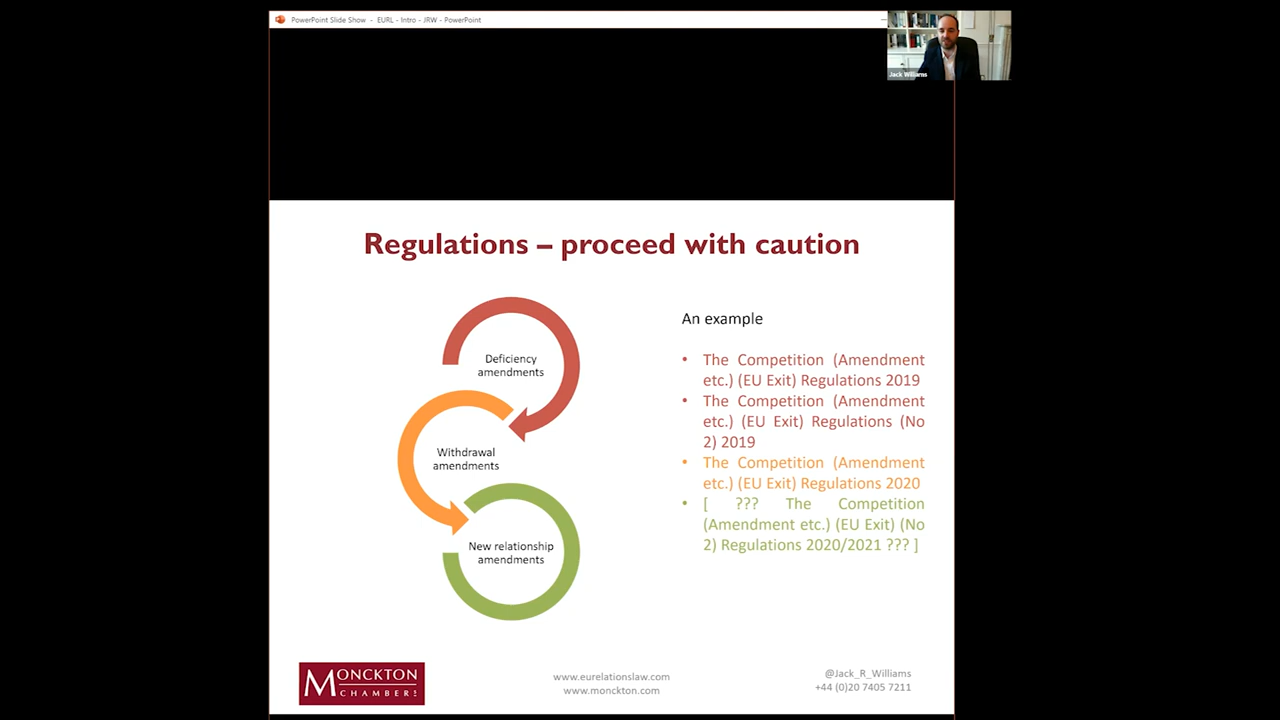 PowerPoint Slide Show - EURL - Intro - JRW - PowerPoint
Jack Williams
Regulations – proceed with caution
Deficiency
amendments
Withdrawal
amendments
New relationship
amendments
An example
• The Competition (Amendment
etc.) (EU Exit) Regulations 2019
• The Competition (Amendment
etc.) (EU Exit) Regulations (No
2) 2019
• The Competition (Amendment
etc.) (EU Exit) Regulations 2020
• [ ??? The Competition
(Amendment etc.) (EU Exit) (No
2) Regulations 2020/2021 ??? ]
MONCKTON
CHAMBERS
www.eurelationslaw.com
www.monckton.com
@Jack_R_Williams
+44 (0)20 7405 7211